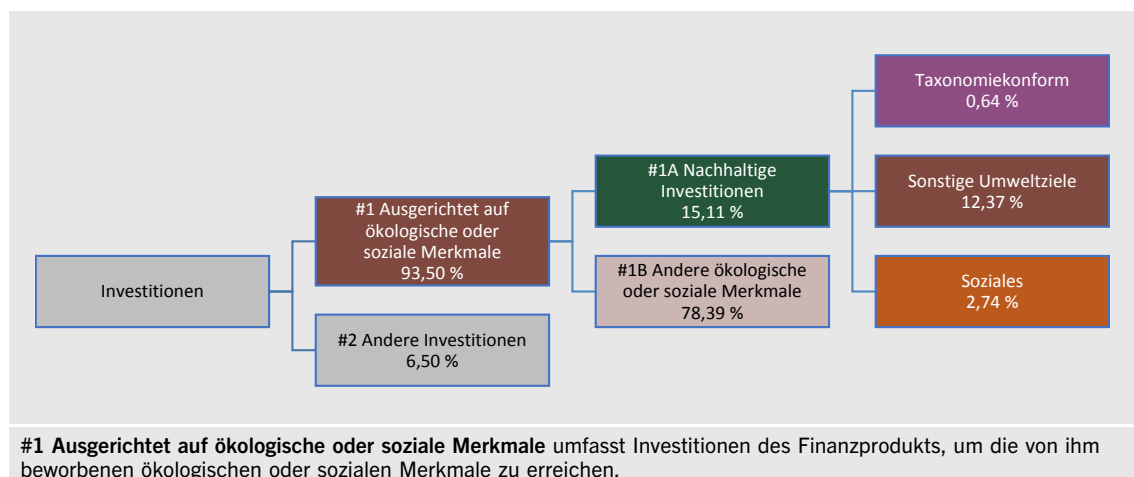 Investitionen
#1 Ausgerichtet auf
ökologische oder
soziale Merkmale
93,50 %
#2 Andere Investitionen
6,50 %
#1A Nachhaltige
Investitionen
15,11 %
#1B Andere ökologische
oder soziale Merkmale
78,39 %
Taxonomiekonform
0,64 %
Sonstige Umweltziele
12,37 %
Soziales
2,74 %
#1 Ausgerichtet auf ökologische oder soziale Merkmale umfasst Investitionen des Finanzprodukts, um die von ihm
beworbenen ökologischen oder sozialen Merkmale zu erreichen.